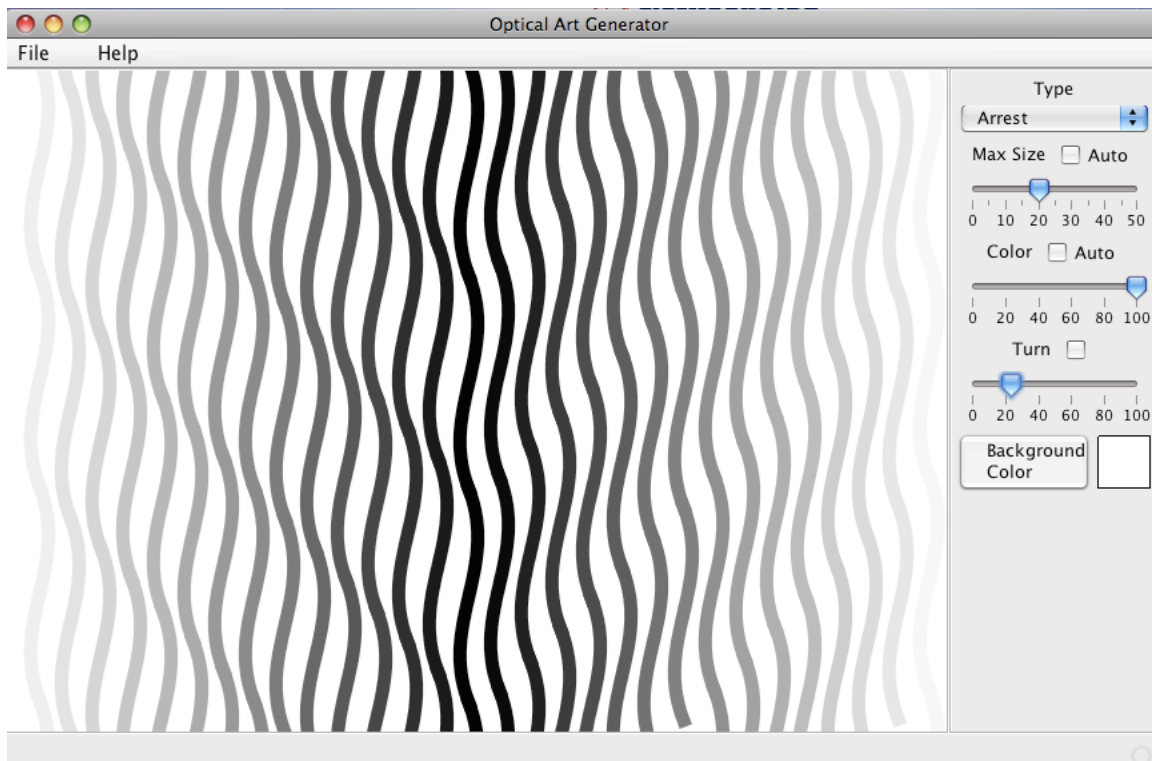 Optical Art Generator
File Help
Type
Arrest
Max Size Auto
0 10 20 30 40 50
Color Auto
0 20 40 60 80 100
Turn
0 20 40 60 80 100
Background
Color